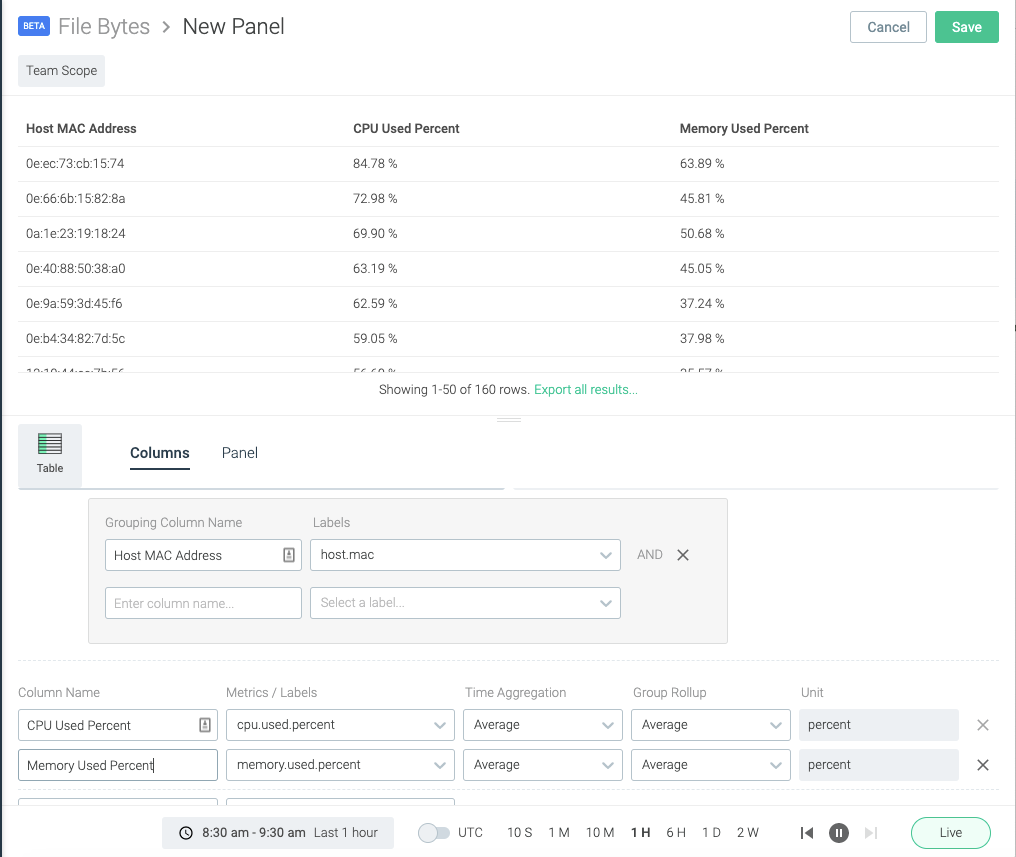 BETA File Bytes > New Panel Cancel Save
Team Scope
Host MAC Address CPU Used Percent Memory Used Percent
0e:ec:73:cb:15:74 84.78 % 63.89 %
0e:66:6b:15:82:8a 72.98 % 45.81 %
0a:1e:23:19:18:24 69.90 % 50.68 %
0e:40:88:50:38:a0 63.19 % 45.05 %
0e:9a:59:3d:45:f6 62.59 % 37.24 %
0e:b4:34:82:7d:5c 59.05 % 37.98 %
Showing 1-50 of 160 rows. Export all results...
Table Columns Panel
Grouping Column Name Labels
Host MAC Address host.mac AND
Enter column name... Select a label...
Column Name Metrics / Labels Time Aggregation Group Rollup Unit
CPU Used Percent cpu.used.percent Average Average percent
Memory Used Percent memory.used.percent Average Average percent
8:30 am - 9:30 am Last 1 hour UTC 10 S 1 M 10 M 1 H 6 H 1 D 2 W Live